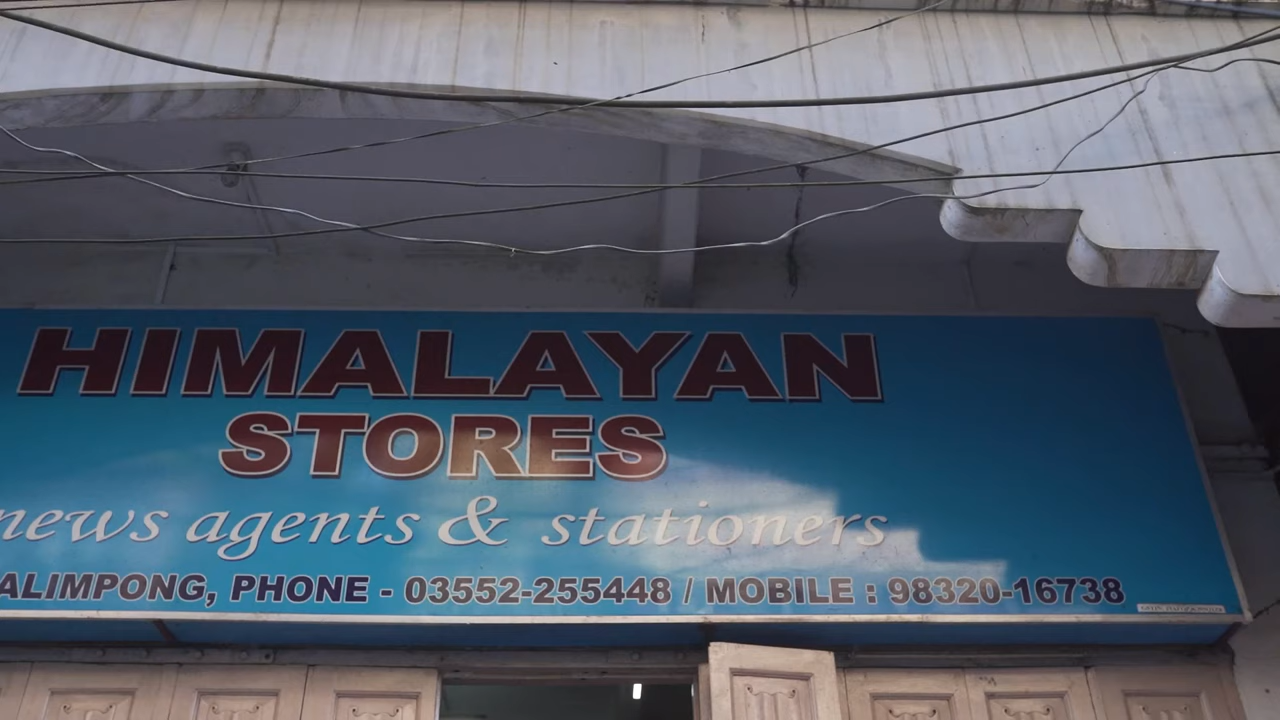 HIMALAYAN
STORES
news agents & stationers
ALIMPONG, PHONE - 03552-255448 / MOBILE : 98320-16738